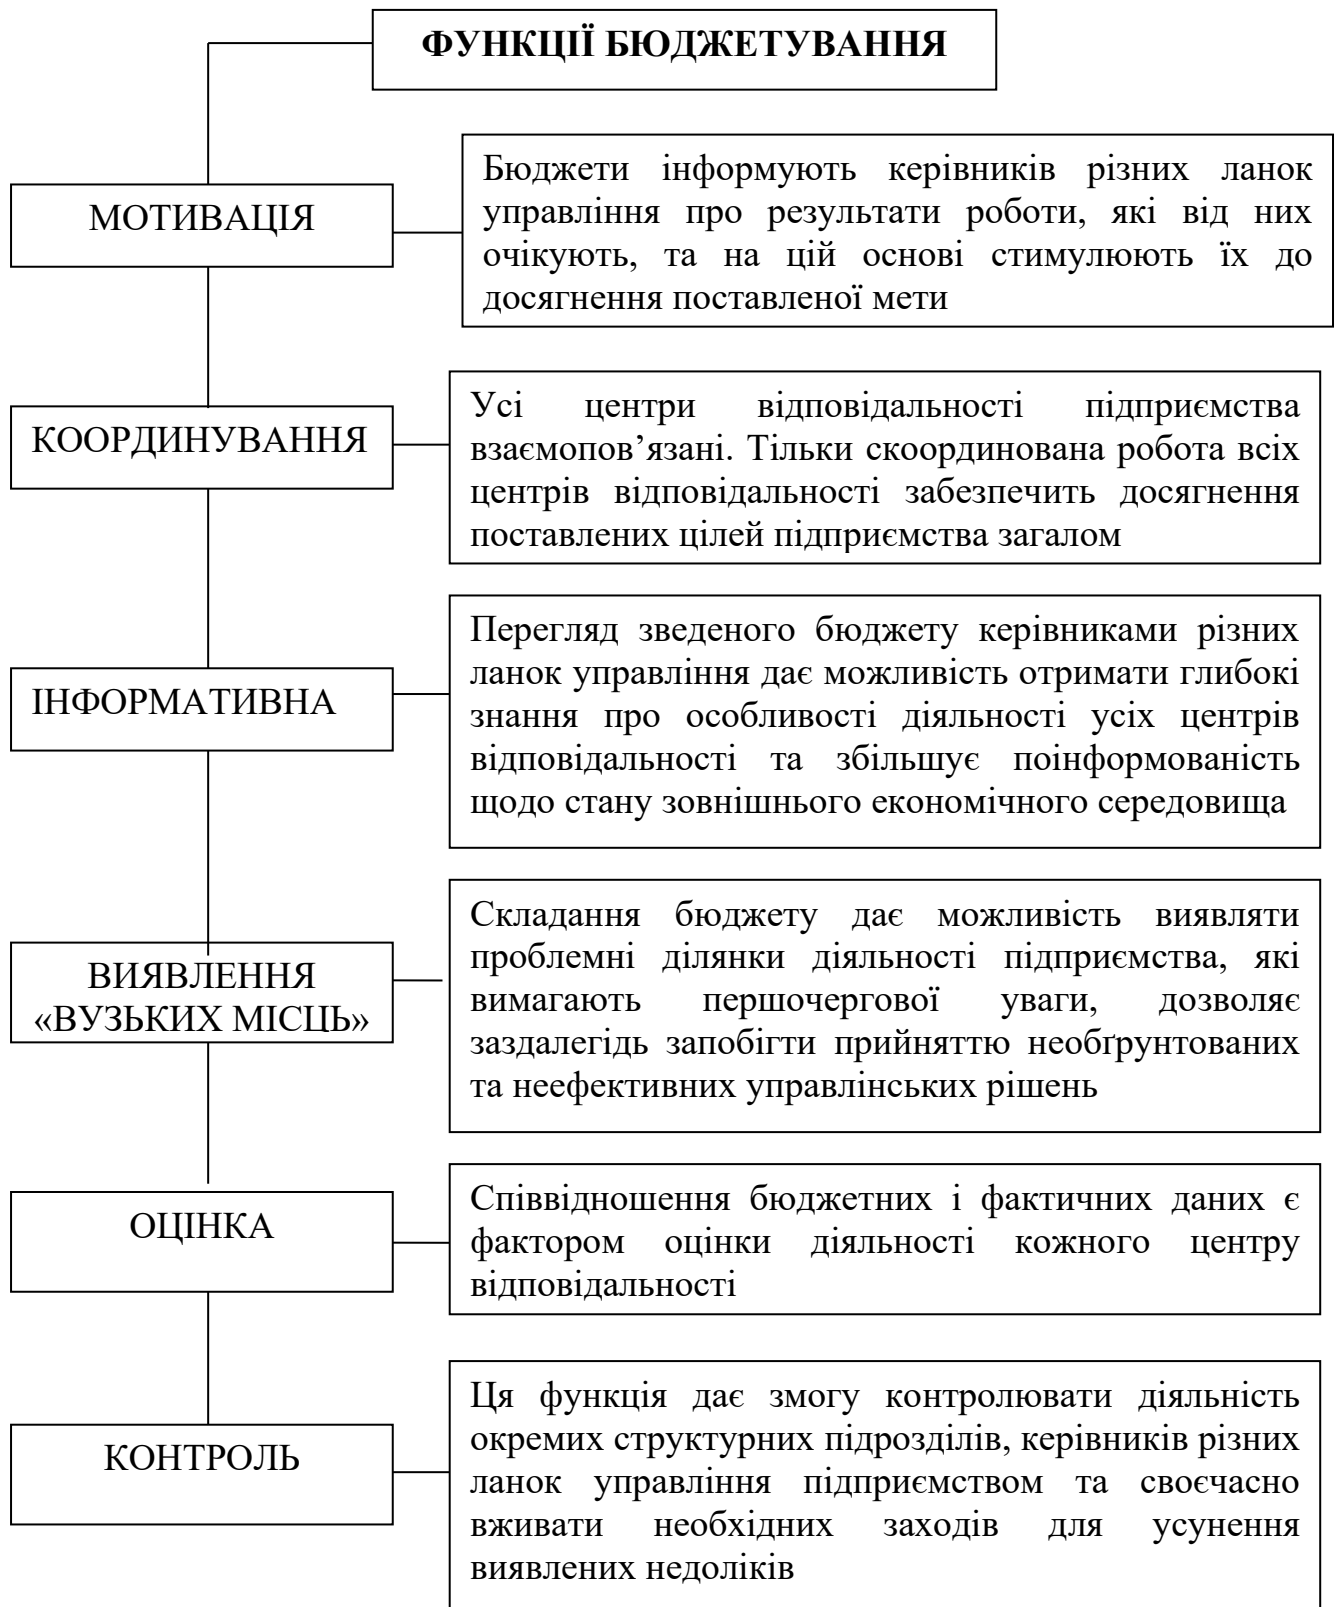 ФУНКЦІЇ БЮДЖЕТУВАННЯ
МОТИВАЦІЯ
Бюджети інформують керівників різних ланок
управління про результати роботи, які від них
очікують, та на цій основі стимулюють їх до
досягнення поставленої мети
КООРДИНУВАННЯ
Усі центри відповідальності підприємства
взаємопов’язані. Тільки скоординована робота всіх
центрів відповідальності забезпечить досягнення
поставлених цілей підприємства загалом
ІНФОРМАТИВНА
Перегляд зведеного бюджету керівниками різних
ланок управління дає можливість отримати глибокі
знання про особливості діяльності усіх центрів
відповідальності та збільшує поінформованість
щодо стану зовнішнього економічного середовища
ВИЯВЛЕННЯ
«ВУЗЬКИХ МІСЦЬ»
Складання бюджету дає можливість виявляти
проблемні ділянки діяльності підприємства, які
вимагають першочергової уваги, дозволяє
заздалегідь запобігти прийняттю необґрунтованих
та неефективних управлінських рішень
ОЦІНКА
Співвідношення бюджетних і фактичних даних є
фактором оцінки діяльності кожного центру
відповідальності
КОНТРОЛЬ
Ця функція дає змогу контролювати діяльність
окремих структурних підрозділів, керівників різних
ланок управління підприємством та своєчасно
вживати необхідних заходів для усунення
виявлених недоліків